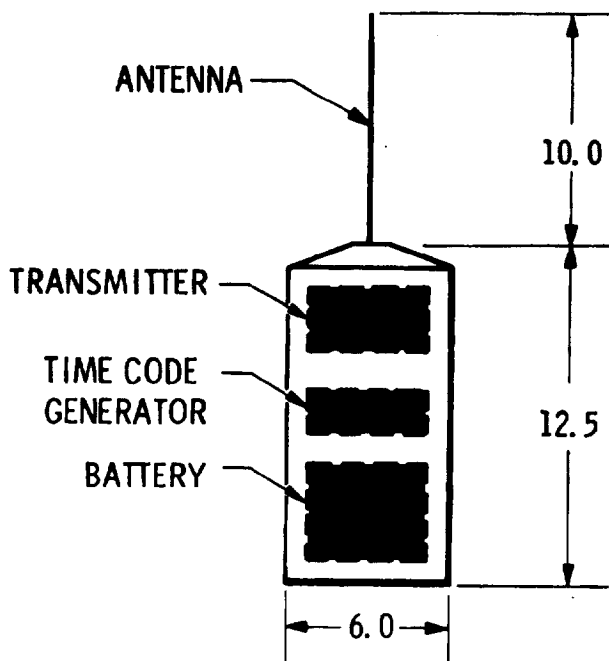 ANTENNA
10.0
TRANSMITTER
TIME CODE
GENERATOR
12.5
BATTERY
6.0